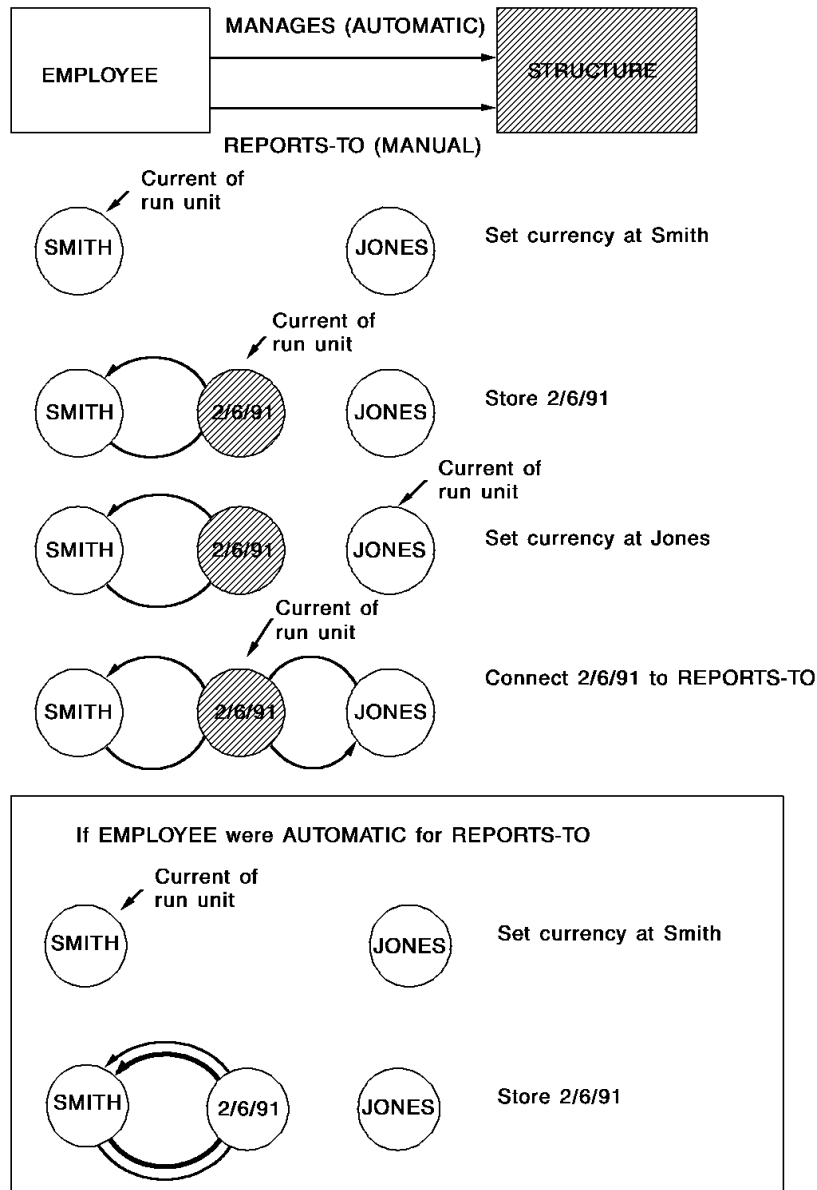 MANAGES (AUTOMATIC)
EMPLOYEE
STRUCTURE
REPORTS-TO (MANUAL)
Current of
run unit
SMITH
JONES
Set currency at Smith
Current of
run unit
SMITH
2/6/91
JONES
Store 2/6/91
Current of
run unit
SMITH
2/6/91
JONES
Set currency at Jones
Current of
run unit
SMITH
2/6/91
JONES
Connect 2/6/91 to REPORTS-TO
If EMPLOYEE were AUTOMATIC for REPORTS-TO
Current of
run unit
SMITH
JONES
Set currency at Smith
SMITH
2/6/91
JONES
Store 2/6/91